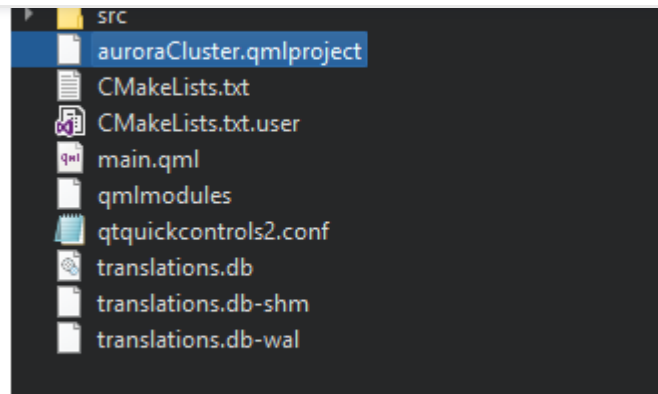 src
auroraCluster.qmlproject
CMakeLists.txt
CMakeLists.txt.user
main.qml
qmlmodules
qtquickcontrols2.conf
translations.db
translations.db-shm
translations.db-wal